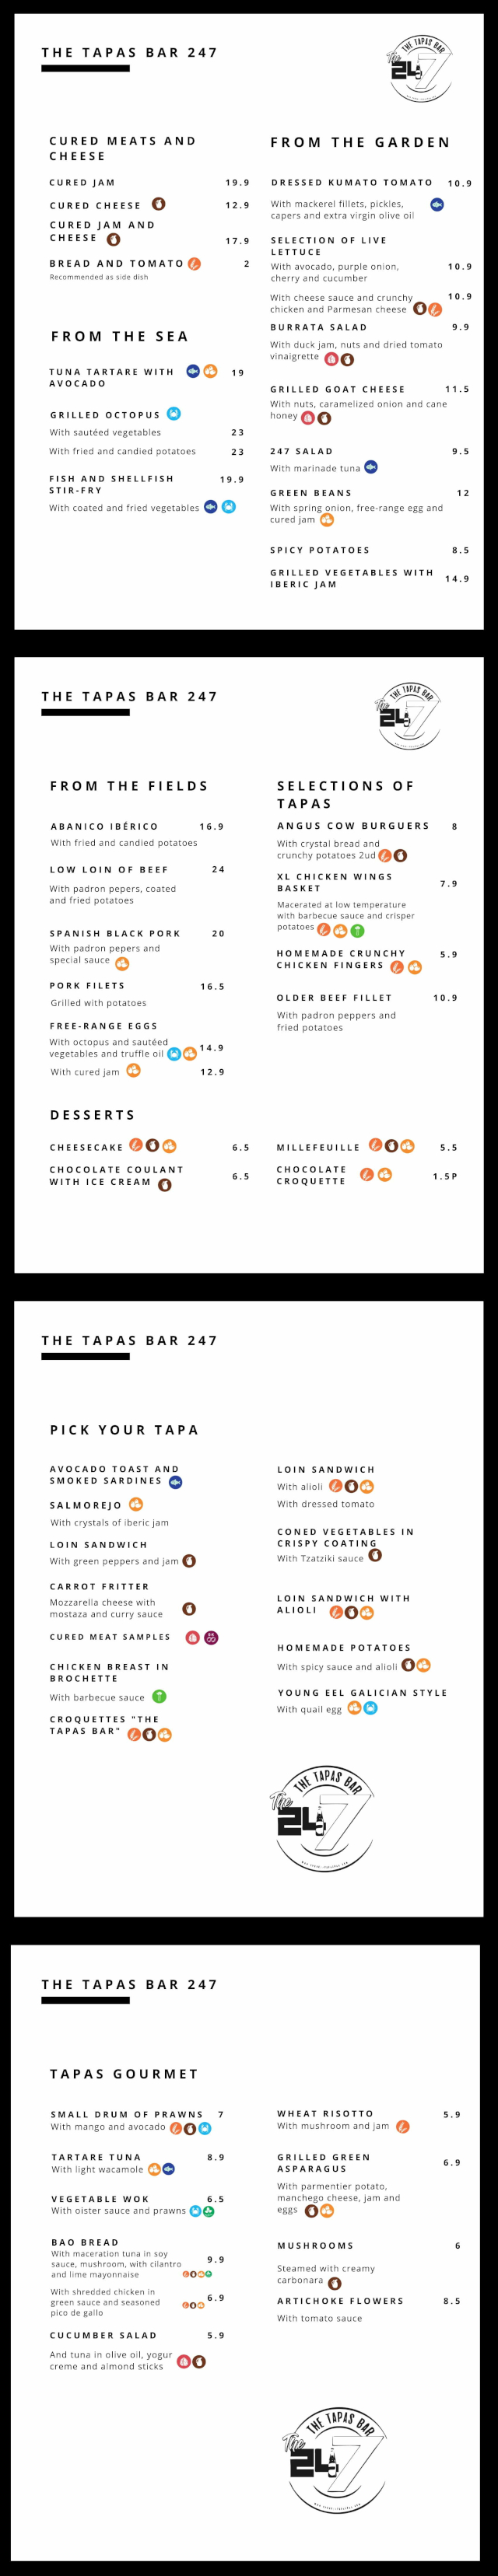 THE TAPAS BAR 247
THE TAPAS BAR
The
247
CURED MEATS AND
CHEESE
CURED JAM 19.9
CURED CHEESE 12.9
CURED JAM AND
CHEESE 17.9
BREAD AND TOMATO 2
Recommended as side dish
FROM THE SEA
TUNA TARTARE WITH 19
AVOCADO
GRILLED OCTOPUS
With sautéed vegetables 23
With fried and candied potatoes 23
FISH AND SHELLFISH 19.9
STIR-FRY
With coated and fried vegetables
FROM THE GARDEN
DRESSED KUMATO TOMATO 10.9
With mackerel fillets, pickles,
capers and extra virgin olive oil
SELECTION OF LIVE
LETTUCE
With avocado, purple onion, 10.9
cherry and cucumber
With cheese sauce and crunchy 10.9
chicken and Parmesan cheese
BURRATA SALAD 9.9
With duck jam, nuts and dried tomato
vinaigrette
GRILLED GOAT CHEESE 11.5
With nuts, caramelized onion and cane
honey
247 SALAD 9.5
With marinade tuna
GREEN BEANS 12
With spring onion, free-range egg and
cured jam
SPICY POTATOES 8.5
GRILLED VEGETABLES WITH 14.9
IBERIC JAM
THE TAPAS BAR 247
THE TAPAS BAR
The
247
FROM THE FIELDS
ABANICO IBÉRICO 16.9
With fried and candied potatoes
LOW LOIN OF BEEF 24
With padron pepers, coated
and fried potatoes
SPANISH BLACK PORK 20
With padron pepers and
special sauce
PORK FILETS 16.5
Grilled with potatoes
FREE-RANGE EGGS
With octopus and sautéed
vegetables and truffle oil 14.9
With cured jam 12.9
SELECTIONS OF
TAPAS
ANGUS COW BURGUERS 8
With crystal bread and
crunchy potatoes 2ud
XL CHICKEN WINGS
BASKET 7.9
Macerated at low temperature
with barbecue sauce and crisper
potatoes
HOMEMADE CRUNCHY 5.9
CHICKEN FINGERS
OLDER BEEF FILLET 10.9
With padron peppers and
fried potatoes
DESSERTS
CHEESECAKE 6.5
CHOCOLATE COULANT
WITH ICE CREAM 6.5
MILLEFEUILLE 5.5
CHOCOLATE
CROQUETTE 1.5P
THE TAPAS BAR 247
PICK YOUR TAPA
AVOCADO TOAST AND
SMOKED SARDINES
SALMOREJO
With crystals of iberic jam
LOIN SANDWICH
With green peppers and jam
CARROT FRITTER
Mozzarella cheese with
mostaza and curry sauce
CURED MEAT SAMPLES
CHICKEN BREAST IN
BROCHETTE
With barbecue sauce
CROQUETTES "THE
TAPAS BAR"
LOIN SANDWICH
With alioli
With dressed tomato
CONED VEGETABLES IN
CRISPY COATING
With Tzatziki sauce
LOIN SANDWICH WITH
ALIOLI
HOMEMADE POTATOES
With spicy sauce and alioli
YOUNG EEL GALICIAN STYLE
With quail egg
THE TAPAS BAR
The
247
THE TAPAS BAR 247
TAPAS GOURMET
SMALL DRUM OF PRAWNS 7
With mango and avocado
TARTARE TUNA 8.9
With light wacamole
VEGETABLE WOK 6.5
With oister sauce and prawns
BAO BREAD
With maceration tuna in soy
sauce, mushroom, with cilantro 9.9
and lime mayonnaise
With shredded chicken in
green sauce and seasoned 6.9
pico de gallo
CUCUMBER SALAD 5.9
And tuna in olive oil, yogur
creme and almond sticks
WHEAT RISOTTO 5.9
With mushroom and jam
GRILLED GREEN
ASPARAGUS 6.9
With parmentier potato,
manchego cheese, jam and
eggs
MUSHROOMS 6
Steamed with creamy
carbonara
ARTICHOKE FLOWERS 8.5
With tomato sauce
THE TAPAS BAR
The
247